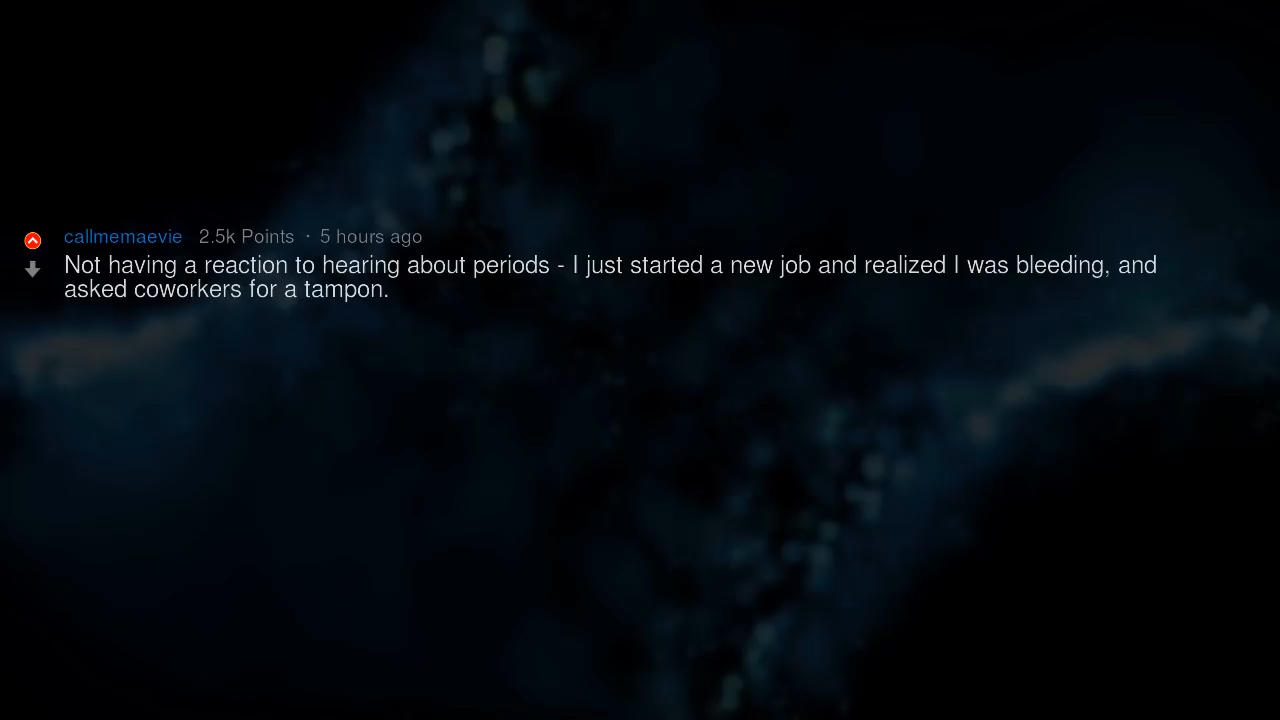 callmemaevie 2.5k Points · 5 hours ago
Not having a reaction to hearing about periods - I just started a new job and realized I was bleeding, and
asked coworkers for a tampon.